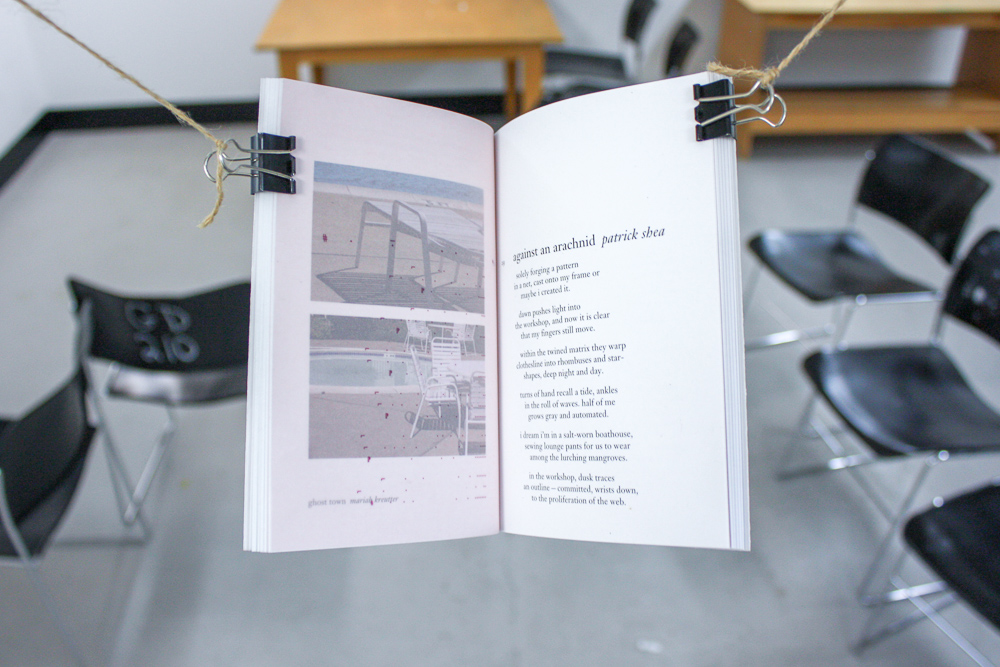 GD
210
ghost town mariah kreutter
against an arachnid patrick shea
solely forging a pattern
in a net, cast onto my frame or
maybe i created it.
dawn pushes light into
the workshop, and now it is clear
that my fingers still move.
within the twined matrix they warp
clothesline into rhombuses and star-
shapes, deep night and day.
turns of hand recall a tide, ankles
in the roll of waves. half of me
grows gray and automated.
i dream i'm in a salt-worn boathouse,
sewing lounge pants for us to wear
among the lurching mangroves.
in the workshop, dusk traces
an outline – committed, wrists down,
to the proliferation of the web.